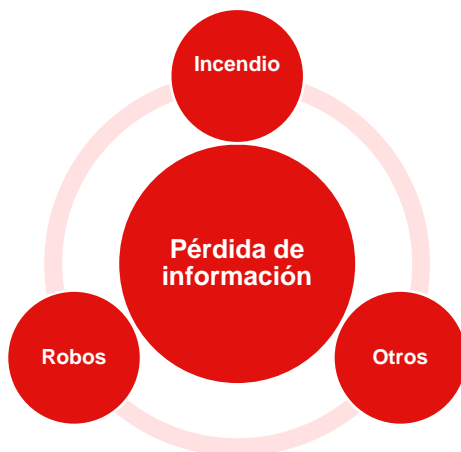 Incendio
Pérdida de
información
Robos
Otros